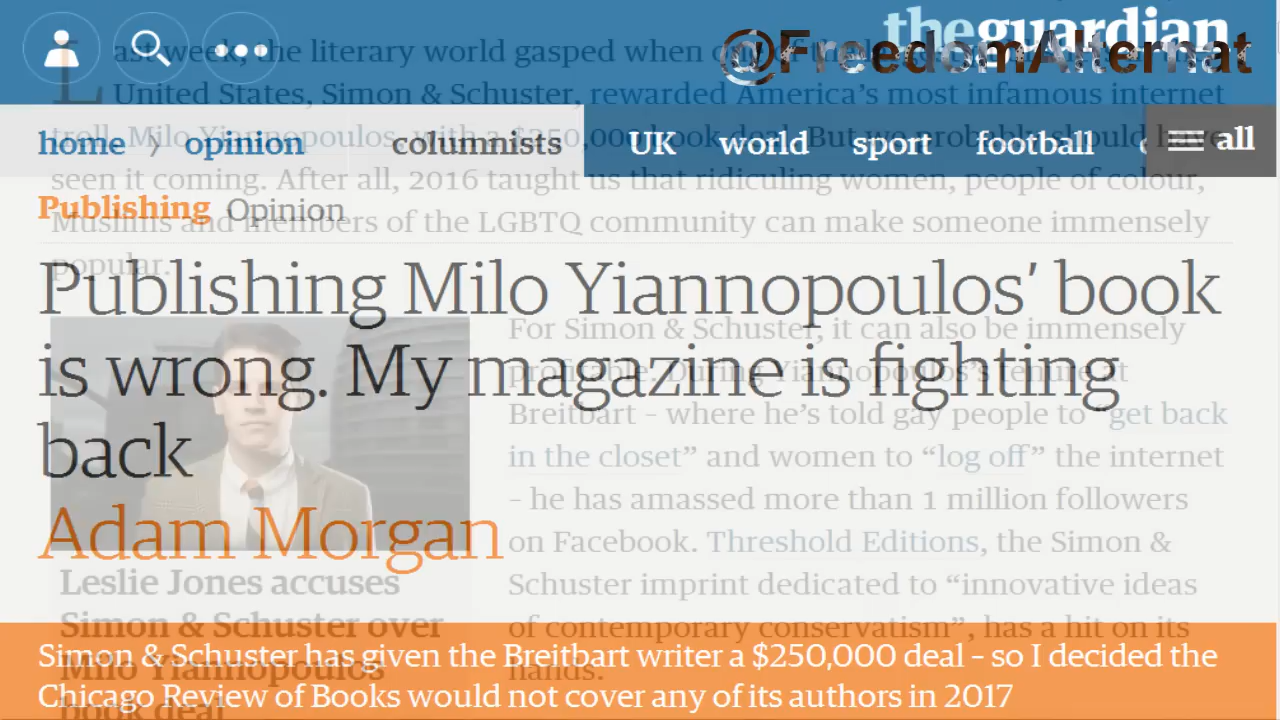 theguardian
@FreedomAlternat
home › opinion columnists UK world sport football all
Publishing Opinion
Publishing Milo Yiannopoulos’ book
is wrong. My magazine is fighting
back
Adam Morgan
Simon & Schuster has given the Breitbart writer a $250,000 deal – so I decided the
Chicago Review of Books would not cover any of its authors in 2017
Last week, the literary world gasped when
United States, Simon & Schuster, rewarded America’s most infamous internet
troll, Milo Yiannopoulos, with a $250,000 book deal. But we probably should have
seen it coming. After all, 2016 taught us that ridiculing women, people of colour,
Muslims and members of the LGBTQ community can make someone immensely
popular.
For Simon & Schuster, it can also be immensely
profitable. During Yiannopoulos’s tenure at
Breitbart – where he’s told gay people to “get back
in the closet” and women to “log off” the internet
– he has amassed more than 1 million followers
on Facebook. Threshold Editions, the Simon &
Schuster imprint dedicated to “innovative ideas
of contemporary conservatism”, has a hit on its
hands.
Leslie Jones accuses
Simon & Schuster over
Milo Yiannopoulos
book deal